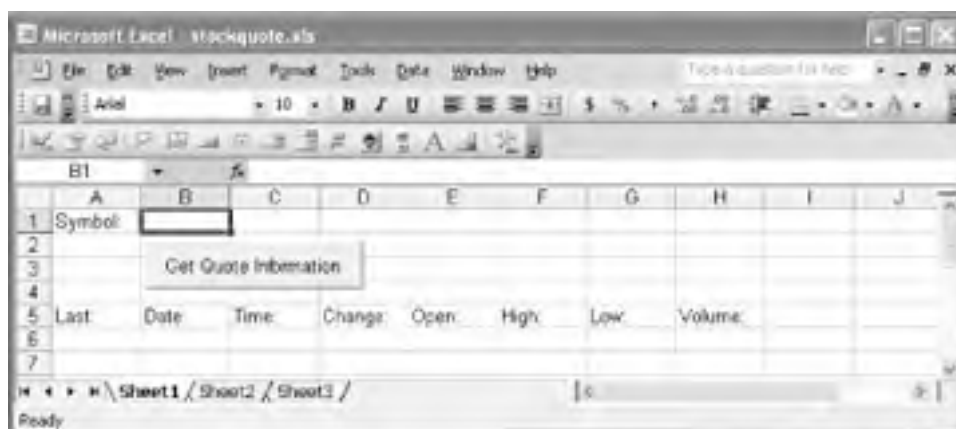 Microsoft Excel - stockquote.xls
File Edit View Insert Format Tools Data Window Help Type a question for help
Arial 10 B I U $ %
B1 fx
A B C D E F G H I J
1 Symbol:
2
3 Get Quote Information
4
5 Last: Date: Time: Change: Open: High: Low: Volume:
6
7
Sheet1 / Sheet2 / Sheet3 /
Ready